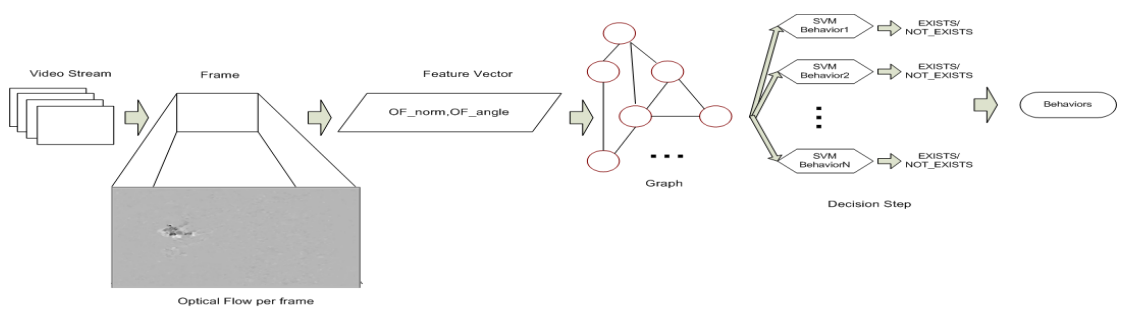 Video Stream
Frame
Optical Flow per frame
Feature Vector
OF_norm,OF_angle
Graph
SVM
Behavior1
EXISTS/
NOT_EXISTS
SVM
Behavior2
EXISTS/
NOT_EXISTS
SVM
BehaviorN
EXISTS/
NOT_EXISTS
Decision Step
Behaviors